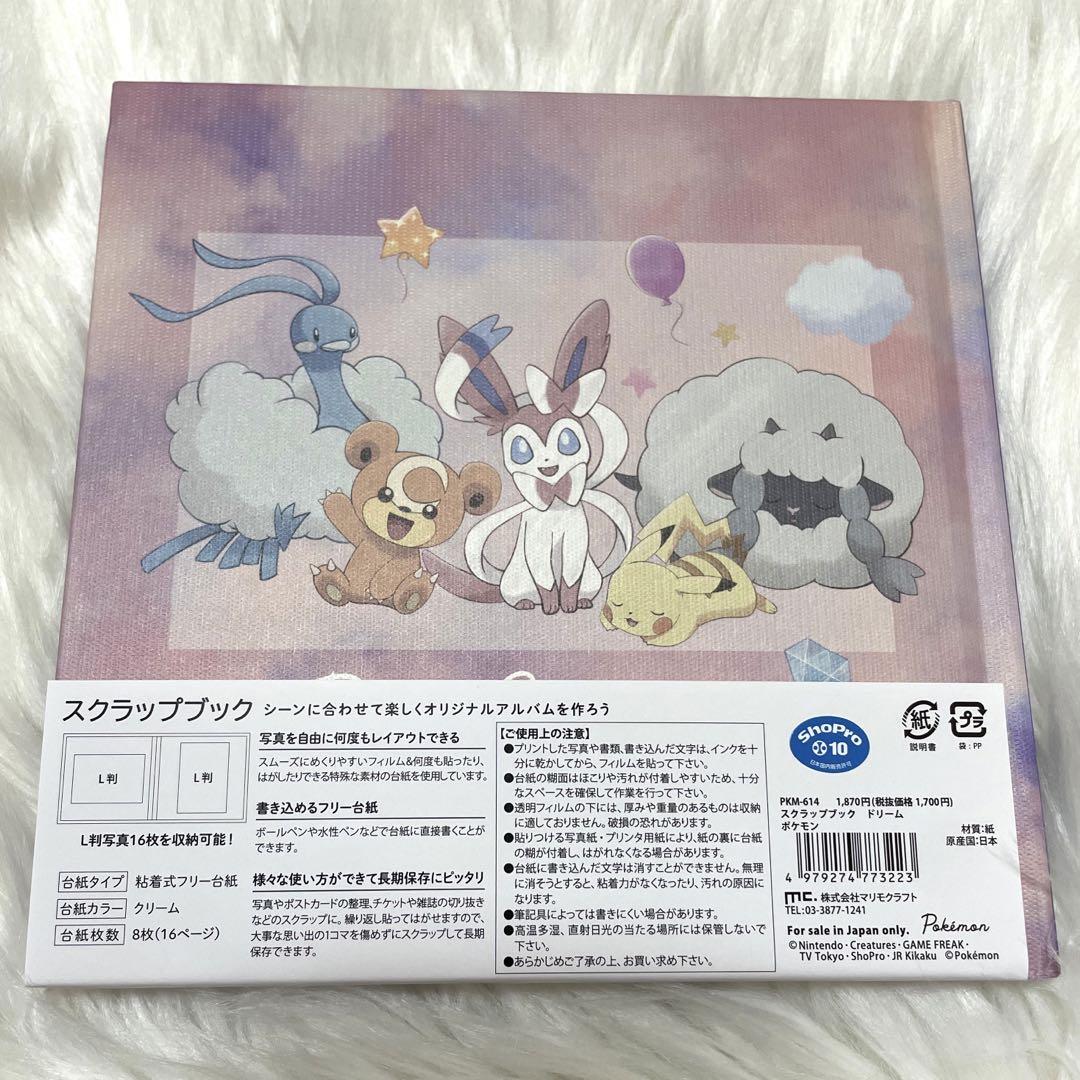 スクラップブック シーンに合わせて楽しくオリジナルアルバムを作ろう
L判
L判
L判写真16枚を収納可能！
台紙タイプ 粘着式フリー台紙
台紙カラー クリーム
台紙枚数 8枚(16ページ)
写真を自由に何度もレイアウトできる
スムーズにめくりやすいフィルム&何度も貼ったり、
はがしたりできる特殊な素材の台紙を使用しています。
書き込めるフリー台紙
ボールペンや水性ペンなどで台紙に直接書くことが
できます。
様々な使い方ができて長期保存にピッタリ
写真やポストカードの整理、チケットや雑誌の切り抜き
などのスクラップに。繰り返し貼ってはがせますので、
大事な思い出の1コマを傷めずにスクラップして長期
保存できます。
【ご使用上の注意】
●プリントした写真や書類、書き込んだ文字は、インクを十
分に乾かしてから、フィルムを貼って下さい。
●台紙の糊面はほこりや汚れが付着しやすいため、十分
なスペースを確保して作業を行って下さい。
●透明フィルムの下には、厚みや重量のあるものは収納
に適しておりません。破損の恐れがあります。
●貼りつける写真紙・プリンタ用紙により、紙の裏に台紙
の糊が付着し、はがれなくなる場合があります。
●台紙に書き込んだ文字は消すことができません。無理
に消そうとすると、粘着力がなくなったり、汚れの原因に
なります。
●筆記具によっては書きにくい場合があります。
●高温多湿、直射日光の当たる場所には保管しないで
下さい。
●あらかじめご了承の上、お買い求め下さい。
ShoPro
10
日本国内販売許可
紙
説明書
プラ
袋:PP
PKM-614 1,870円(税抜価格 1,700円)
スクラップブック ドリーム
ポケモン
材質:紙
原産国:日本
4 979274 773223
mc. 株式会社マリモクラフト
TEL:03-3877-1241
For sale in Japan only. Pokémon
©Nintendo・Creatures・GAME FREAK・
TV Tokyo・ShoPro・JR Kikaku ©Pokémon